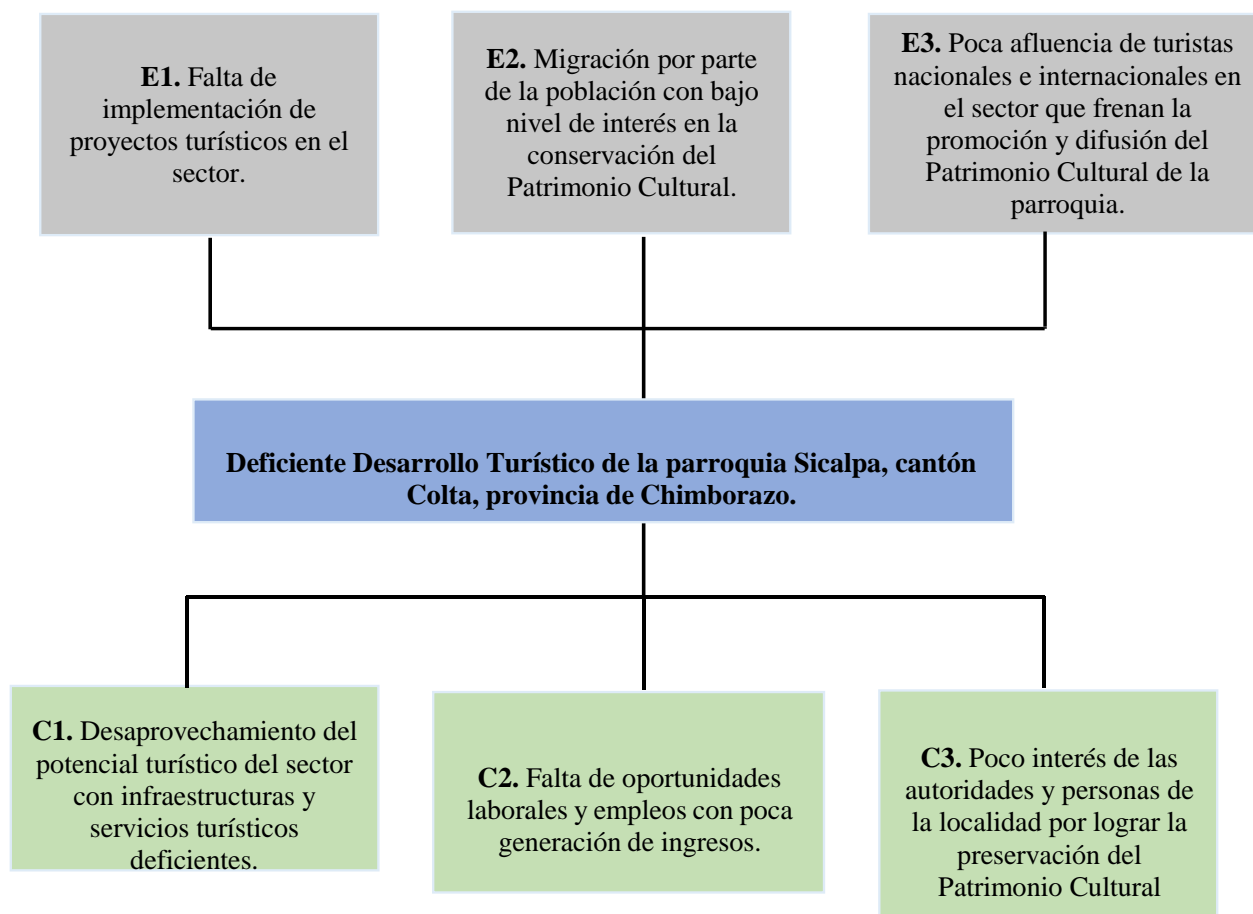 E1. Falta de
implementación de
proyectos turísticos en el
sector.
E2. Migración por parte
de la población con bajo
nivel de interés en la
conservación del
Patrimonio Cultural.
E3. Poca afluencia de turistas
nacionales e internacionales en
el sector que frenan la
promoción y difusión del
Patrimonio Cultural de la
parroquia.
Deficiente Desarrollo Turístico de la parroquia Sicalpa, cantón
Colta, provincia de Chimborazo.
C1. Desaprovechamiento del
potencial turístico del sector
con infraestructuras y
servicios turísticos
deficientes.
C2. Falta de oportunidades
laborales y empleos con poca
generación de ingresos.
C3. Poco interés de las
autoridades y personas de
la localidad por lograr la
preservación del
Patrimonio Cultural